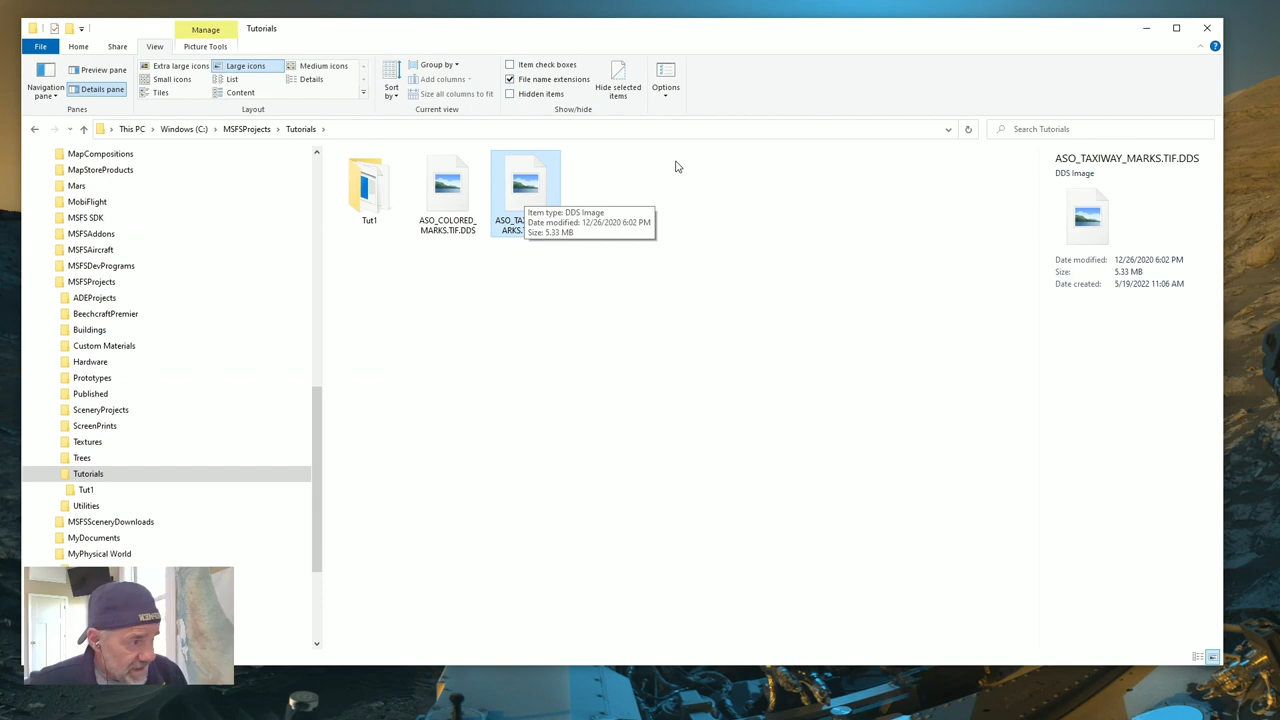 Manage
Tutorials
File
Home
Share
View
Picture Tools
Navigation pane
Preview pane
Details pane
Panes
Extra large icons
Large icons
Medium icons
Small icons
List
Details
Tiles
Content
Layout
Sort by
Group by
Add columns
Size all columns to fit
Current view
Item check boxes
File name extensions
Hidden items
Hide selected items
Show/hide
Options
This PC > Windows (C:) > MSFSProjects > Tutorials >
Search Tutorials
MapCompositions
MapStoreProducts
Mars
MobiFlight
MSFS SDK
MSFSAddons
MSFSAircraft
MSFSDevPrograms
MSFSProjects
ADEProjects
BeechcraftPremier
Buildings
Custom Materials
Hardware
Prototypes
Published
SceneryProjects
ScreenPrints
Textures
Trees
Tutorials
Tut1
Utilities
MSFSSceneryDownloads
MyDocuments
MyPhysical World
Tut1
ASO_COLORED_
MARKS.TIF.DDS
ASO_TA
ARKS.T
Item type: DDS Image
Date modified: 12/26/2020 6:02 PM
Size: 5.33 MB
ASO_TAXIWAY_MARKS.TIF.DDS
DDS Image
Date modified: 12/26/2020 6:02 PM
Size: 5.33 MB
Date created: 5/19/2022 11:06 AM